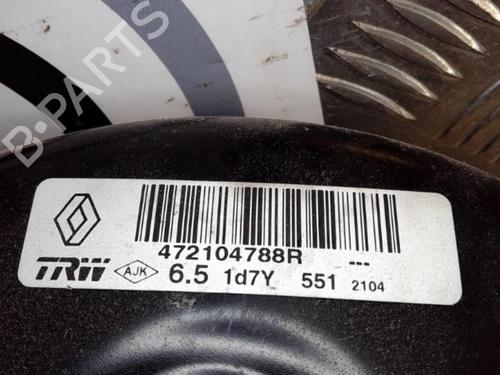 B-PARTS
472104788R
---
TRW AJK 6.5 1d7Y 551 2104